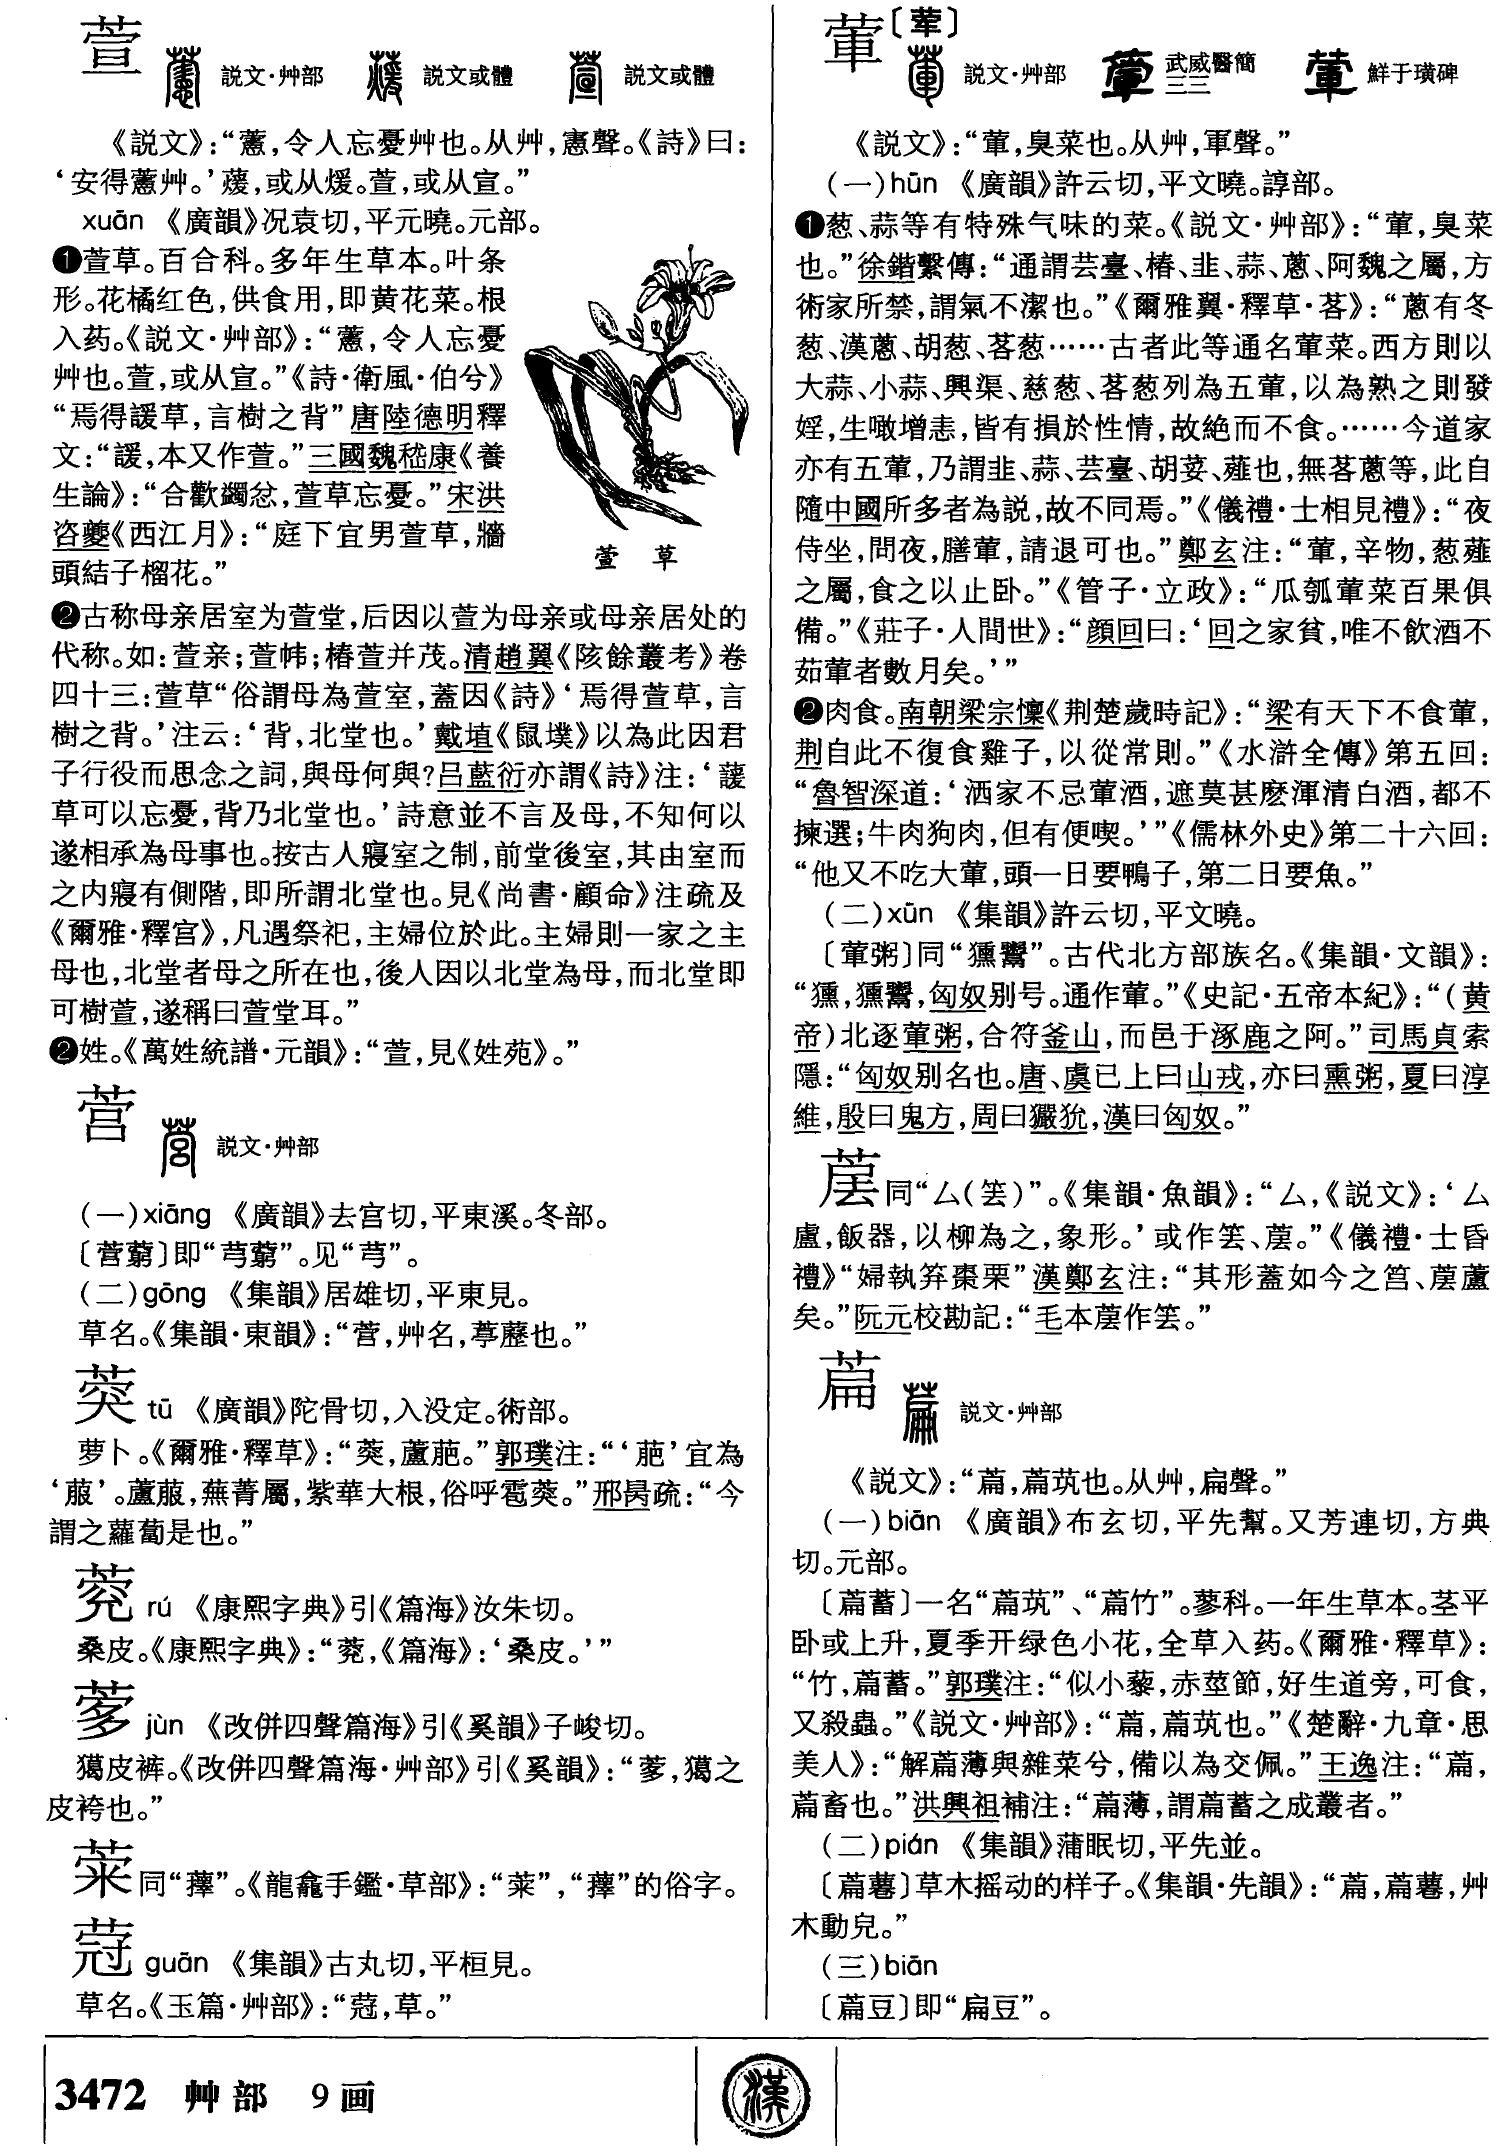 萱 説文·艸部 説文或體 説文或體
《説文》：“藼，令人忘憂艸也。从艸，憲聲。《詩》曰：
‘安得藼艸。’蕿，或从煖。萱，或从宣。”
xuān 《廣韻》况袁切，平元曉。元部。
❶萱草。百合科。多年生草本。叶条
形。花橘红色，供食用，即黄花菜。根
入药。《説文·艸部》：“藼，令人忘憂
艸也。萱，或从宣。”《詩·衛風·伯兮》
“焉得諼草，言樹之背”唐陸德明釋
文：“諼，本又作萱。”三國魏嵇康《養
生論》：“合歡蠲忿，萱草忘憂。”宋洪
咨夔《西江月》：“庭下宜男萱草，牆
頭結子榴花。”
萱 草
❷古称母亲居室为萱堂，后因以萱为母亲或母亲居处的
代称。如：萱亲；萱帏；椿萱并茂。清趙翼《陔餘叢考》卷
四十三：萱草“俗謂母為萱室，蓋因《詩》‘焉得萱草，言
樹之背。’注云：‘背，北堂也。’戴埴《鼠墣》以為此因君
子行役而思念之詞，與母何與？吕藍衍亦謂《詩》注：‘蘐
草可以忘憂，背乃北堂也。’詩意並不言及母，不知何以
遂相承為母事也。按古人寢室之制，前堂後室，其由室而
之内寢有側階，即所謂北堂也。見《尚書·顧命》注疏及
《爾雅·釋宫》，凡遇祭祀，主婦位於此。主婦則一家之主
母也，北堂者母之所在也，後人因以北堂為母，而北堂即
可樹萱，遂稱曰萱堂耳。”
❷姓。《萬姓統譜·元韻》：“萱，見《姓苑》。”
营 説文·艸部
(一)xiāng 《廣韻》去宫切，平東溪。冬部。
〔营藭〕即“芎藭”。见“芎”。
(二)gōng 《集韻》居雄切，平東見。
草名。《集韻·東韻》：“营，艸名，葶藶也。”
葖 tū 《廣韻》陀骨切，入没定。術部。
萝卜。《爾雅·釋草》：“葖，蘆萉。”郭璞注：“‘萉’宜為
‘菔’。蘆菔，蕪菁屬，紫華大根，俗呼雹葖。”邢昺疏：“今
謂之蘿蔔是也。”
rú 《康熙字典》引《篇海》汝朱切。
桑皮。《康熙字典》：“，《篇海》：‘桑皮。’”
jùn 《改併四聲篇海》引《奚韻》子峻切。
獦皮裤。《改併四聲篇海·艸部》引《奚韻》：“，獦之
皮袴也。”
同“”。《龍龕手鑑·草部》：“”，“”的俗字。
蒄 guān 《集韻》古丸切，平桓見。
草名。《玉篇·艸部》：“蒄，草。”
葷〔荤〕 説文·艸部 武威醫簡三三 鮮于璜碑
《説文》：“葷，臭菜也。从艸，軍聲。”
(一)hūn 《廣韻》許云切，平文曉。諄部。
❶葱、蒜等有特殊气味的菜。《説文·艸部》：“葷，臭菜
也。”徐鍇繫傳：“通謂芸臺、椿、韭、蒜、蔥、阿魏之屬，方
術家所禁，謂氣不潔也。”《爾雅翼·釋草·茖》：“蔥有冬
葱、漢蔥、胡葱、茖葱……古者此等通名葷菜。西方則以
大蒜、小蒜、興渠、慈葱、茖葱列為五葷，以為熟之則發
婬，生噉增恚，皆有損於性情，故絶而不食。……今道家
亦有五葷，乃謂韭、蒜、芸臺、胡荽、薤也，無茖蔥等，此自
隨中國所多者為説，故不同焉。”《儀禮·士相見禮》：“夜
侍坐，問夜，膳葷，請退可也。”鄭玄注：“葷，辛物，葱薤
之屬，食之以止卧。”《管子·立政》：“瓜瓠葷菜百果俱
備。”《莊子·人間世》：“顔回曰：‘回之家貧，唯不飲酒不
茹葷者數月矣。’”
❷肉食。南朝梁宗懍《荆楚歲時記》：“梁有天下不食葷，
荆自此不復食雞子，以從常則。”《水滸全傳》第五回：
“魯智深道：‘洒家不忌葷酒，遮莫甚麽渾清白酒，都不
揀選；牛肉狗肉，但有便喫。’”《儒林外史》第二十六回：
“他又不吃大葷，頭一日要鴨子，第二日要魚。”
(二)xūn 《集韻》許云切，平文曉。
〔葷粥〕同“獯鬻”。古代北方部族名。《集韻·文韻》：
“獯，獯鬻，匈奴别号。通作葷。”《史記·五帝本紀》：“(黄
帝)北逐葷粥，合符釜山，而邑于涿鹿之阿。”司馬貞索
隱：“匈奴别名也。唐、虞已上曰山戎，亦曰熏粥，夏曰淳
維，殷曰鬼方，周曰玁狁，漢曰匈奴。”
同“厶(笑)”。《集韻·魚韻》：“厶，《説文》：‘厶
盧，飯器，以柳為之，象形。’或作、。”《儀禮·士昏
禮》“婦執笲棗栗”漢鄭玄注：“其形蓋如今之筥、蘆
矣。”阮元校勘記：“毛本作。”
萹 説文·艸部
《説文》：“萹，萹茿也。从艸，扁聲。”
(一)biān 《廣韻》布玄切，平先幫。又芳連切，方典
切。元部。
〔萹蓄〕一名“萹茿”、“萹竹”。蓼科。一年生草本。茎平
卧或上升，夏季开绿色小花，全草入药。《爾雅·釋草》：
“竹，萹蓄。”郭璞注：“似小藜，赤莖節，好生道旁，可食，
又殺蟲。”《説文·艸部》：“萹，萹茿也。”《楚辭·九章·思
美人》：“解萹薄與雜菜兮，備以為交佩。”王逸注：“萹，
萹畜也。”洪興祖補注：“萹薄，謂萹蓄之成叢者。”
(二)pián 《集韻》蒲眠切，平先並。
〔萹〕草木摇动的样子。《集韻·先韻》：“萹，萹，艸
木動皃。”
(三)biān
〔萹豆〕即“扁豆”。
3472 艸部 9画
漢